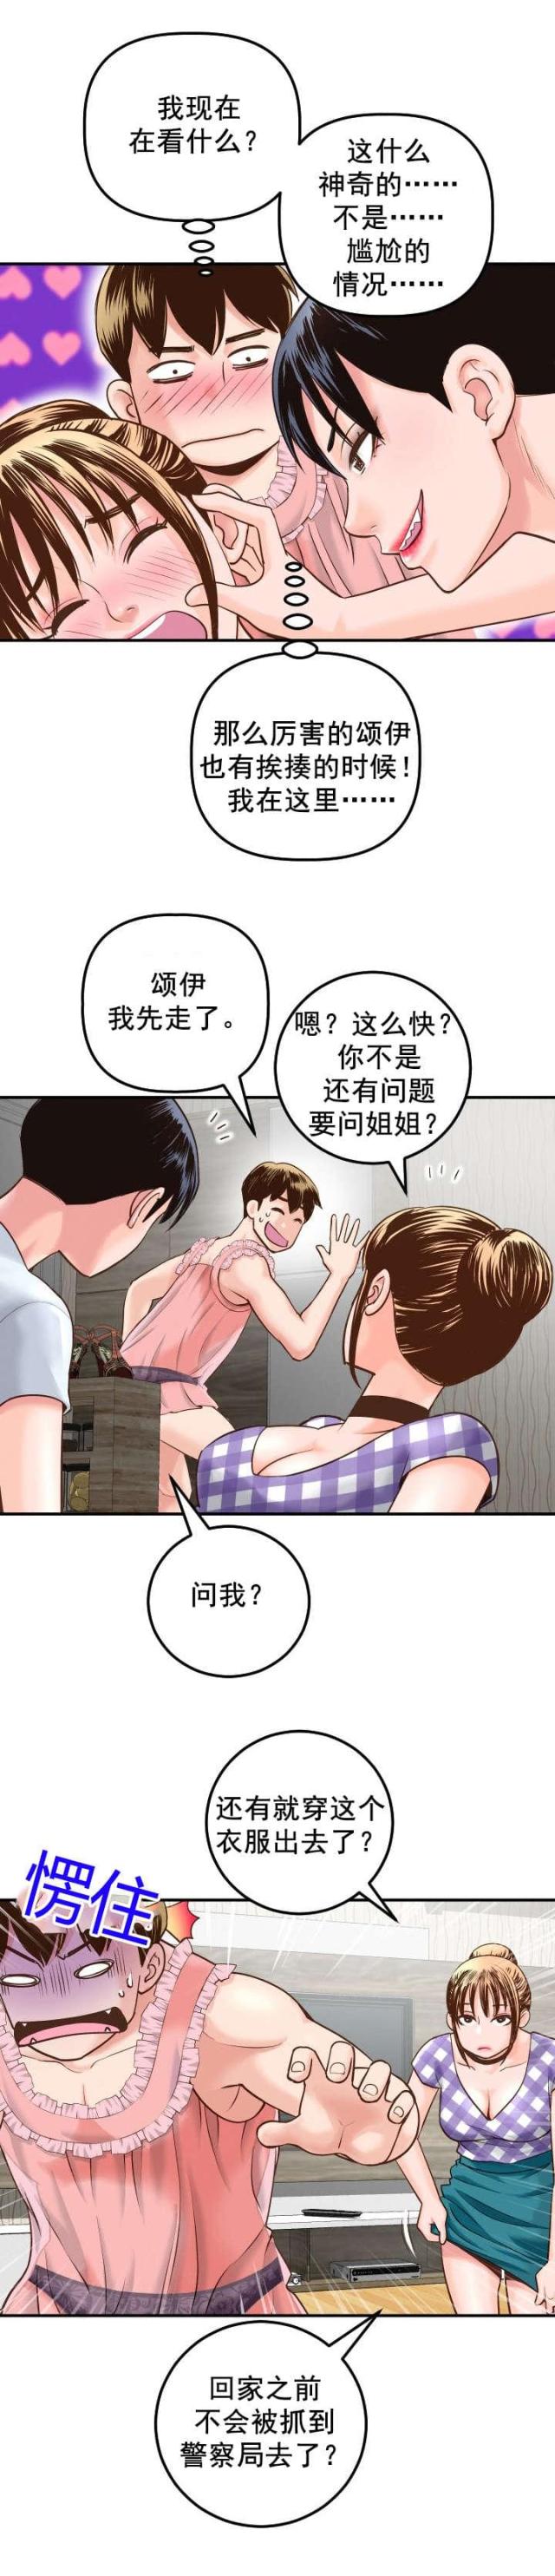 我现在
在看什么？
这什么
神奇的……
不是……
尴尬的
情况……
那么厉害的颂伊
也有挨揍的时候！
我在这里……
颂伊
我先走了。
嗯？这么快？
你不是
还有问题
要问姐姐？
问我？
还有就穿这个
衣服出去了？
愣住
回家之前
不会被抓到
警察局去了？